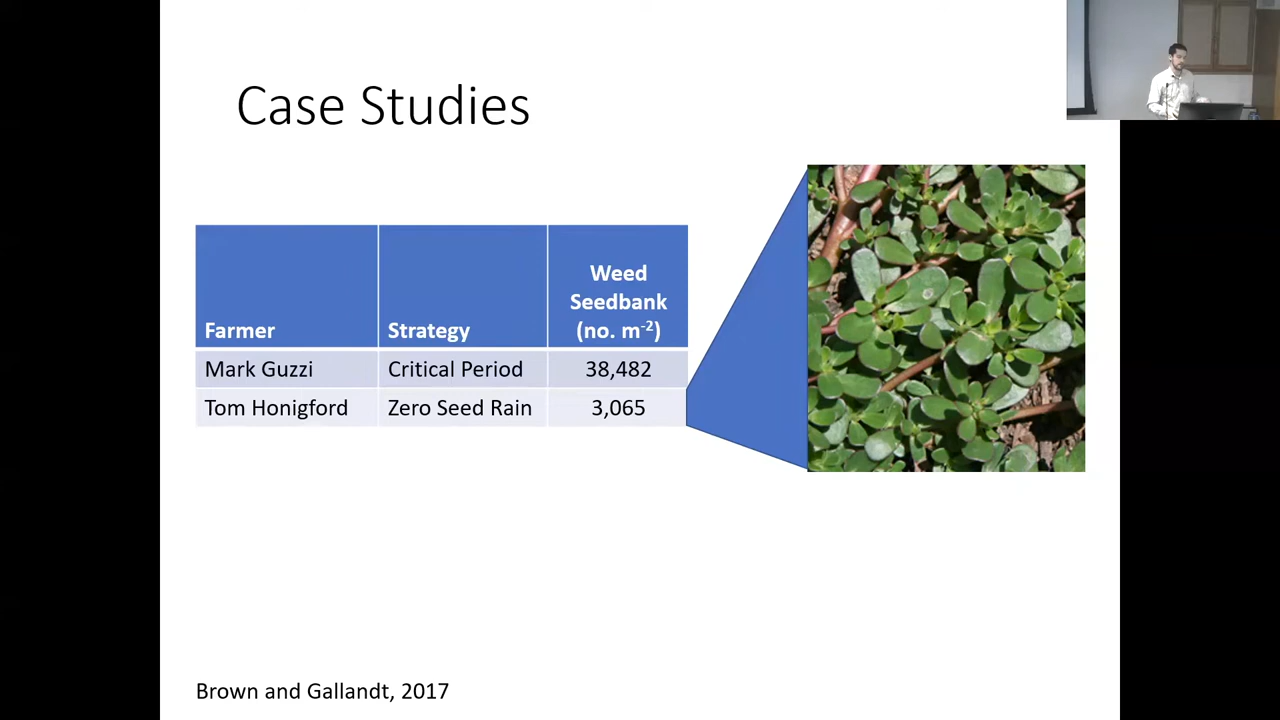 Case Studies
Farmer
Strategy
Weed
Seedbank
(no. m⁻²)
Mark Guzzi
Critical Period
38,482
Tom Honigford
Zero Seed Rain
3,065
Brown and Gallandt, 2017